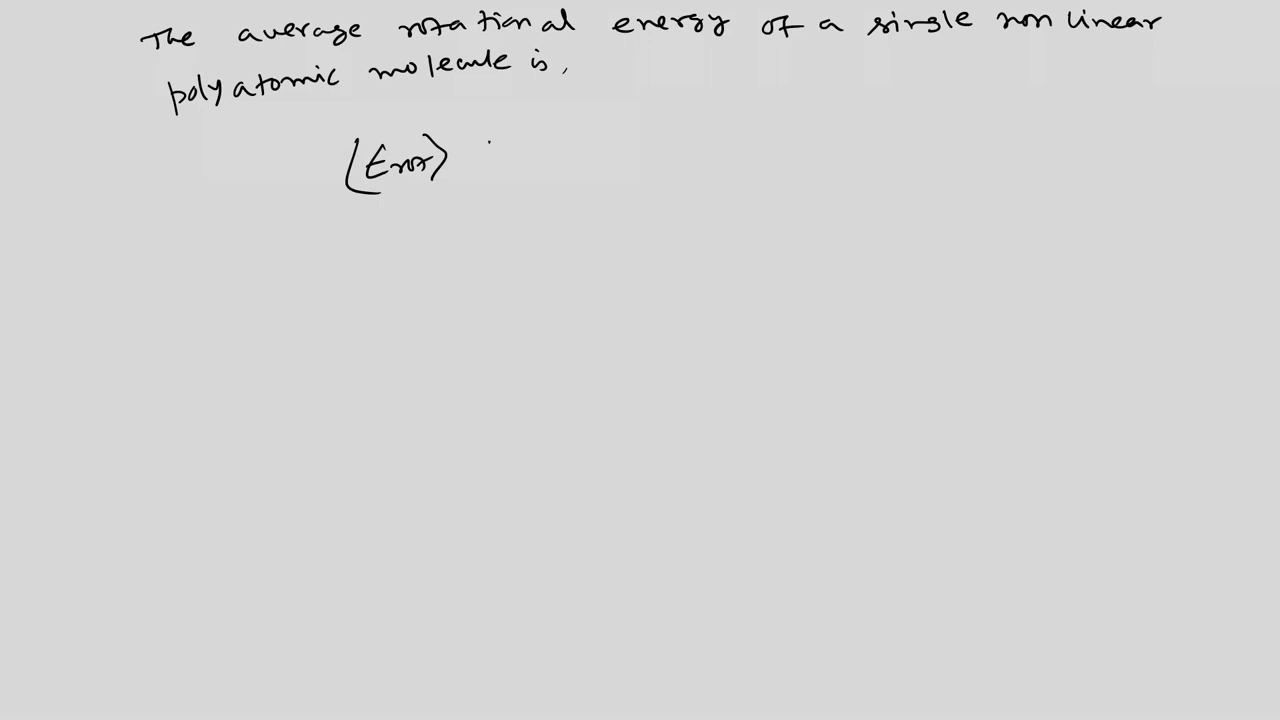 The average rotational energy of a single non linear
polyatomic molecule is,
⟨Erot⟩